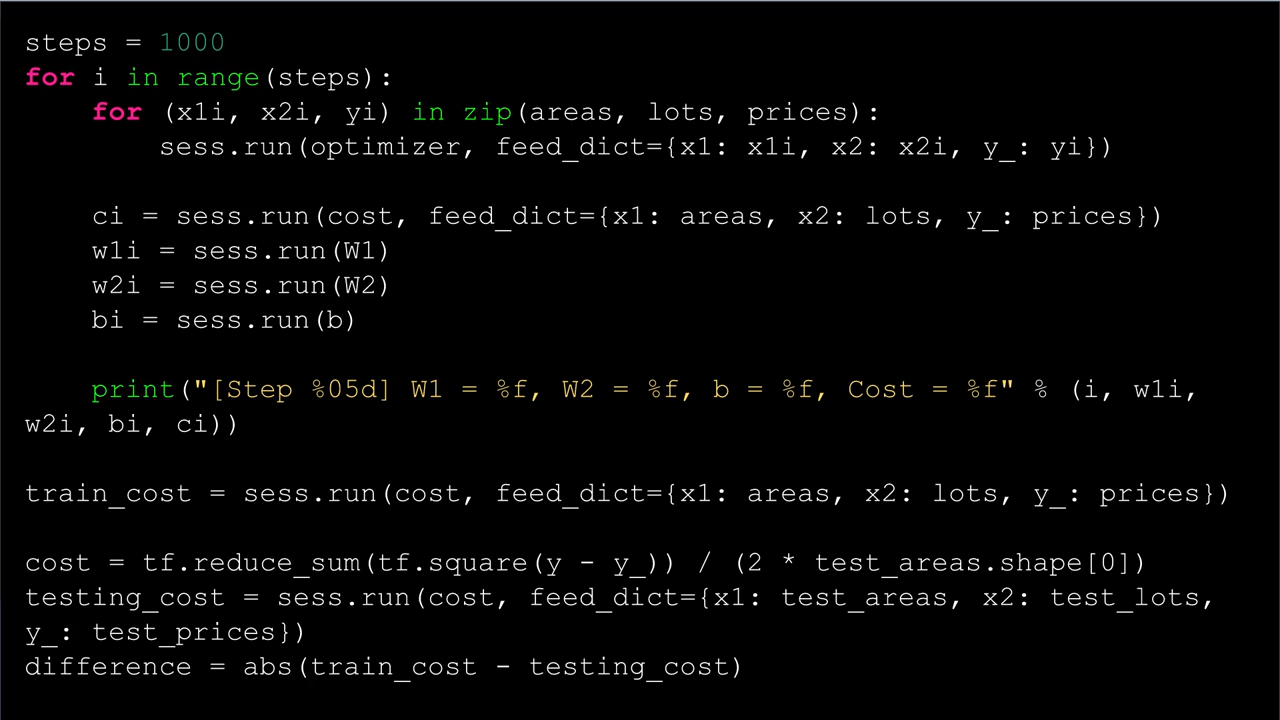 steps = 1000
for i in range(steps):
    for (x1i, x2i, yi) in zip(areas, lots, prices):
        sess.run(optimizer, feed_dict={x1: x1i, x2: x2i, y_: yi})
    ci = sess.run(cost, feed_dict={x1: areas, x2: lots, y_: prices})
    w1i = sess.run(W1)
    w2i = sess.run(W2)
    bi = sess.run(b)
    print("[Step %05d] W1 = %f, W2 = %f, b = %f, Cost = %f" % (i, w1i,
w2i, bi, ci))
train_cost = sess.run(cost, feed_dict={x1: areas, x2: lots, y_: prices})
cost = tf.reduce_sum(tf.square(y - y_)) / (2 * test_areas.shape[0])
testing_cost = sess.run(cost, feed_dict={x1: test_areas, x2: test_lots,
y_: test_prices})
difference = abs(train_cost - testing_cost)